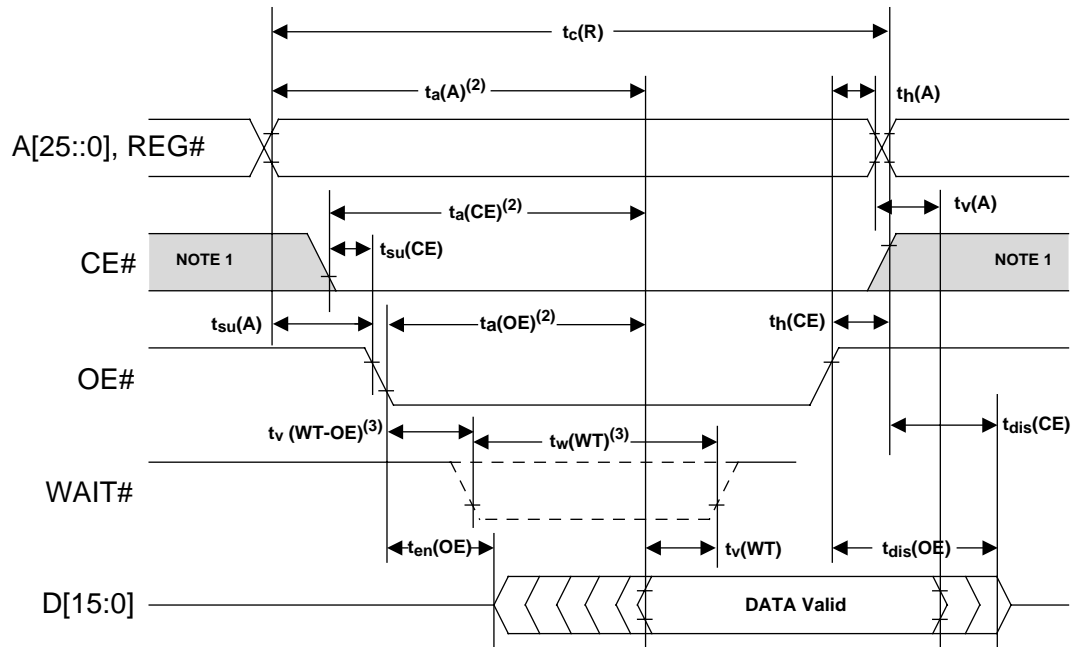 tc(R)
ta(A)(2)
th(A)
A[25::0], REG#
ta(CE)(2)
tv(A)
tsu(CE)
NOTE 1
NOTE 1
CE#
tsu(A)
ta(OE)(2)
th(CE)
OE#
tv (WT-OE)(3)
tw(WT)(3)
tdis(CE)
WAIT#
ten(OE)
tv(WT)
tdis(OE)
D[15:0]
DATA Valid